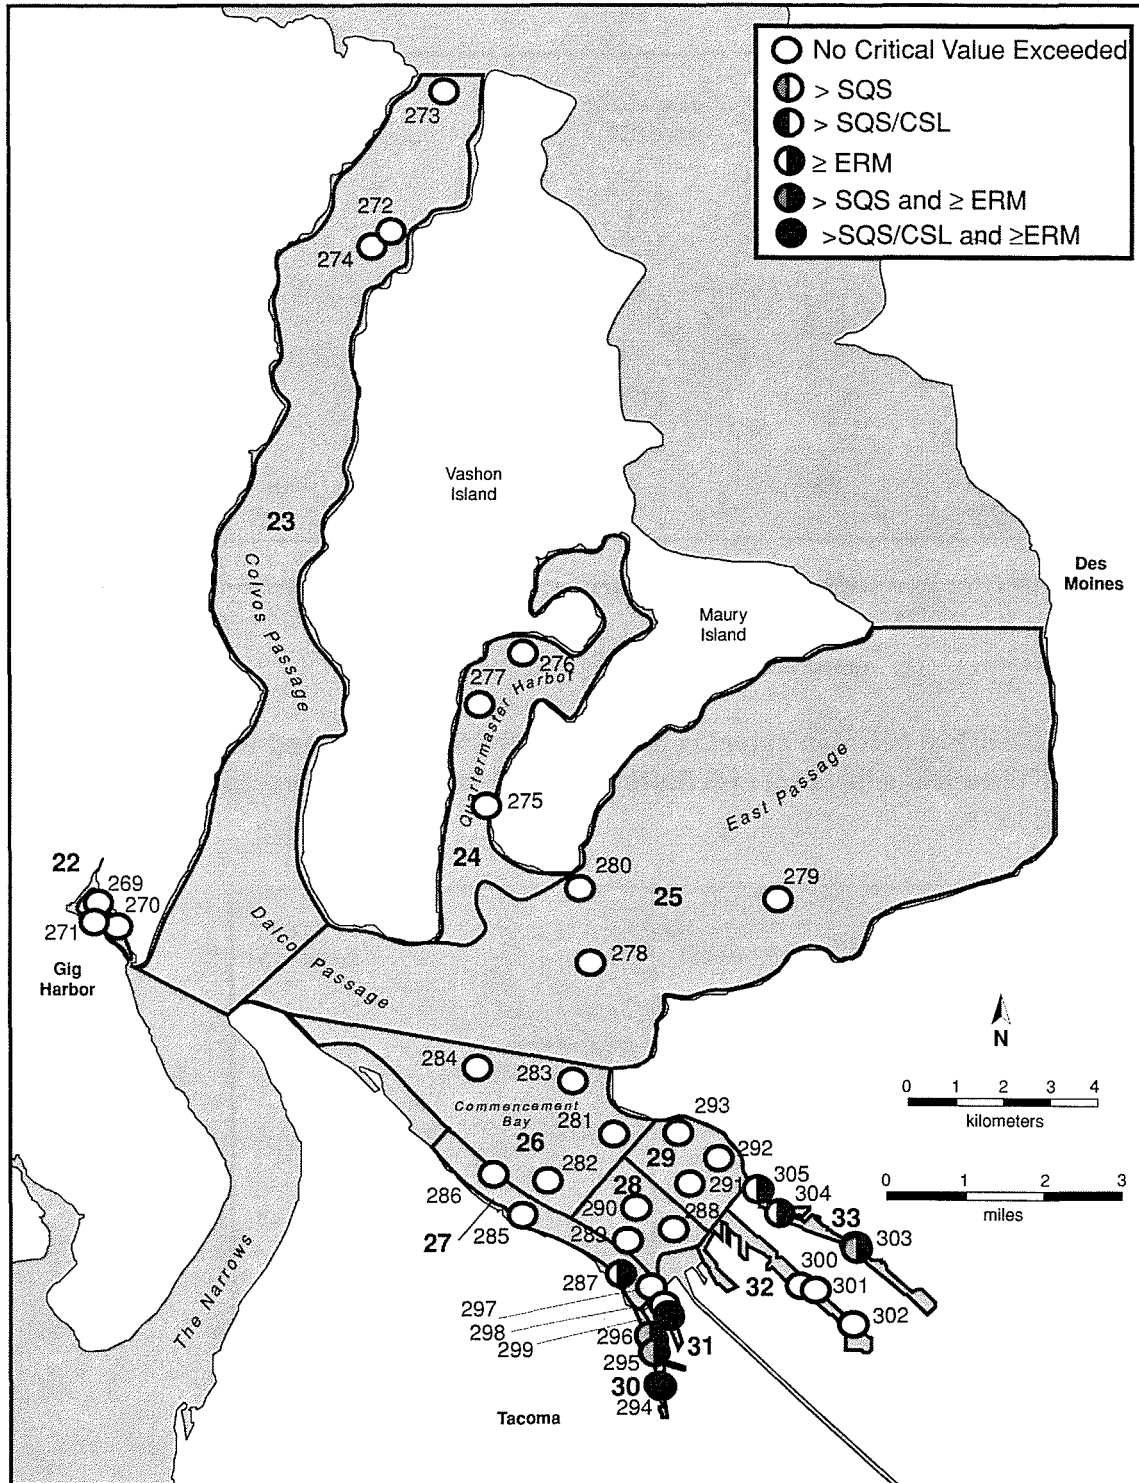 No Critical Value Exceeded
> SQS
> SQS/CSL
≥ ERM
> SQS and ≥ ERM
>SQS/CSL and ≥ERM
273
272
274
Vashon
Island
23
Colvos Passage
Des
Moines
Maury
Island
276
277
Quartermaster Harbor
275
East Passage
24
22
269
270
271
280
25
279
Gig
Harbor
Dalco
Passage
278
N
284
283
0 1 2 3 4
kilometers
Commencement
Bay
281
293
26
29
292
282
28
291
305
304
0 1 2 3
miles
286
290
288
33
285
27
289
303
300
287
32
301
297
302
298
296
299
31
295
30
294
The Narrows
Tacoma